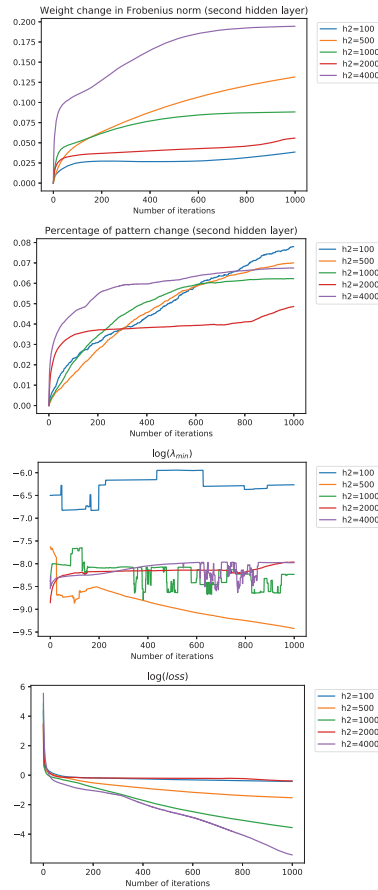 Weight change in Frobenius norm (second hidden layer)
0.200
0.175
0.150
0.125
0.100
0.075
0.050
0.025
0.000
0 200 400 600 800 1000
Number of iterations
h2=100
h2=500
h2=1000
h2=2000
h2=4000
Percentage of pattern change (second hidden layer)
0.08
0.07
0.06
0.05
0.04
0.03
0.02
0.01
0.00
0 200 400 600 800 1000
Number of iterations
h2=100
h2=500
h2=1000
h2=2000
h2=4000
log(λmin)
−6.0
−6.5
−7.0
−7.5
−8.0
−8.5
−9.0
−9.5
0 200 400 600 800 1000
Number of iterations
h2=100
h2=500
h2=1000
h2=2000
h2=4000
log(loss)
6
4
2
0
−2
−4
0 200 400 600 800 1000
Number of iterations
h2=100
h2=500
h2=1000
h2=2000
h2=4000